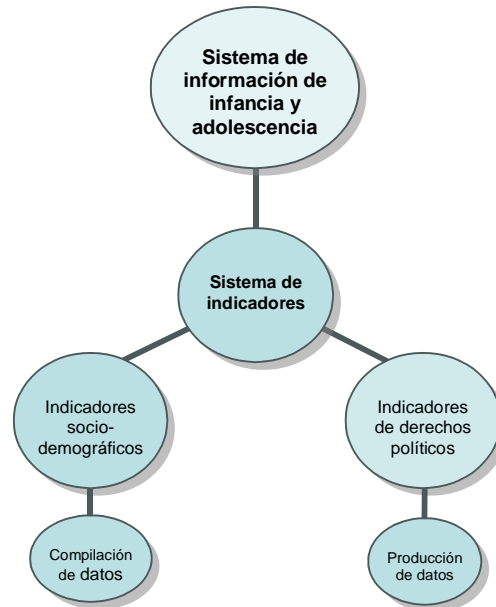 Sistema de
información de
infancia y
adolescencia
Sistema de
indicadores
Indicadores
socio-
demográficos
Indicadores
de derechos
políticos
Compilación
de datos
Producción
de datos